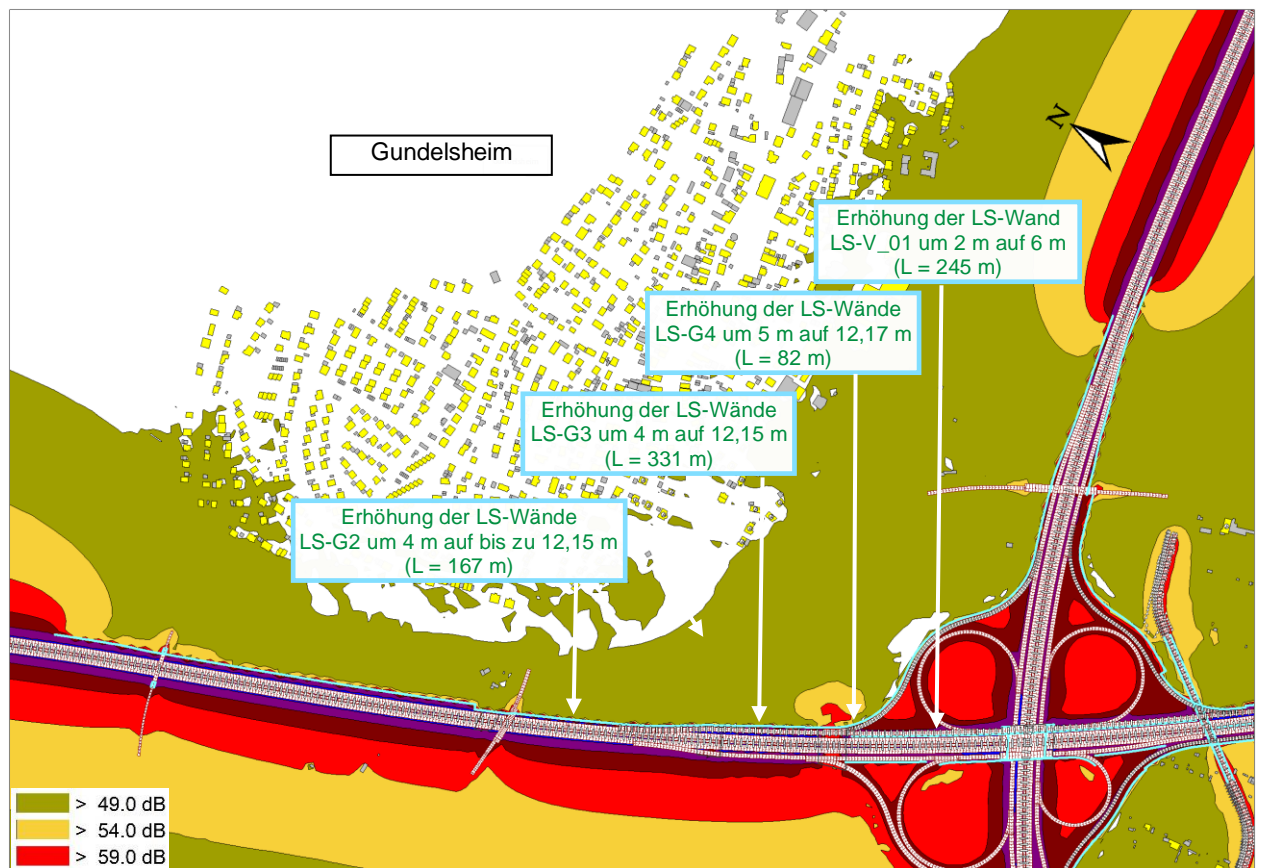 Gundelsheim
N
Erhöhung der LS-Wand
LS-V_01 um 2 m auf 6 m
(L = 245 m)
Erhöhung der LS-Wände
LS-G4 um 5 m auf 12,17 m
(L = 82 m)
Erhöhung der LS-Wände
LS-G3 um 4 m auf 12,15 m
(L = 331 m)
Erhöhung der LS-Wände
LS-G2 um 4 m auf bis zu 12,15 m
(L = 167 m)
> 49.0 dB
> 54.0 dB
> 59.0 dB